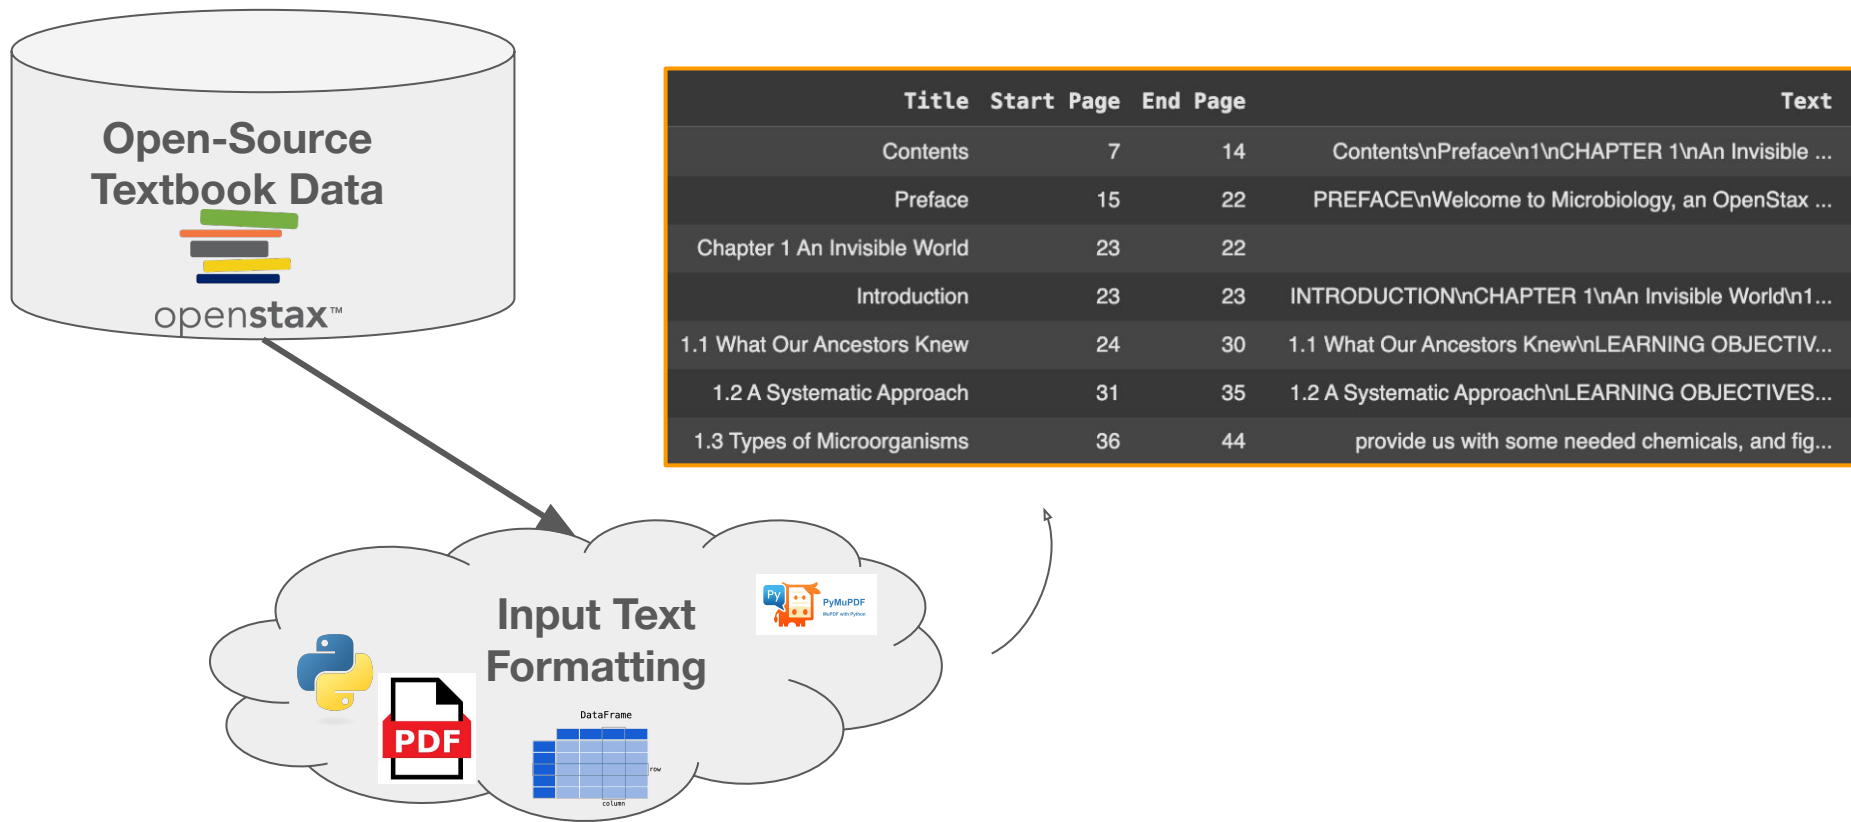 Open-Source
Textbook Data
openstax™
Title Start Page End Page Text
Contents 7 14 Contents\nPreface\n1\nCHAPTER 1\nAn Invisible ...
Preface 15 22 PREFACE\nWelcome to Microbiology, an OpenStax ...
Chapter 1 An Invisible World 23 22
Introduction 23 23 INTRODUCTION\nCHAPTER 1\nAn Invisible World\n1...
1.1 What Our Ancestors Knew 24 30 1.1 What Our Ancestors Knew\nLEARNING OBJECTIV...
1.2 A Systematic Approach 31 35 1.2 A Systematic Approach\nLEARNING OBJECTIVES...
1.3 Types of Microorganisms 36 44 provide us with some needed chemicals, and fig...
Input Text
Formatting
Py
PyMuPDF
MuPDF with Python
PDF
DataFrame
row
column